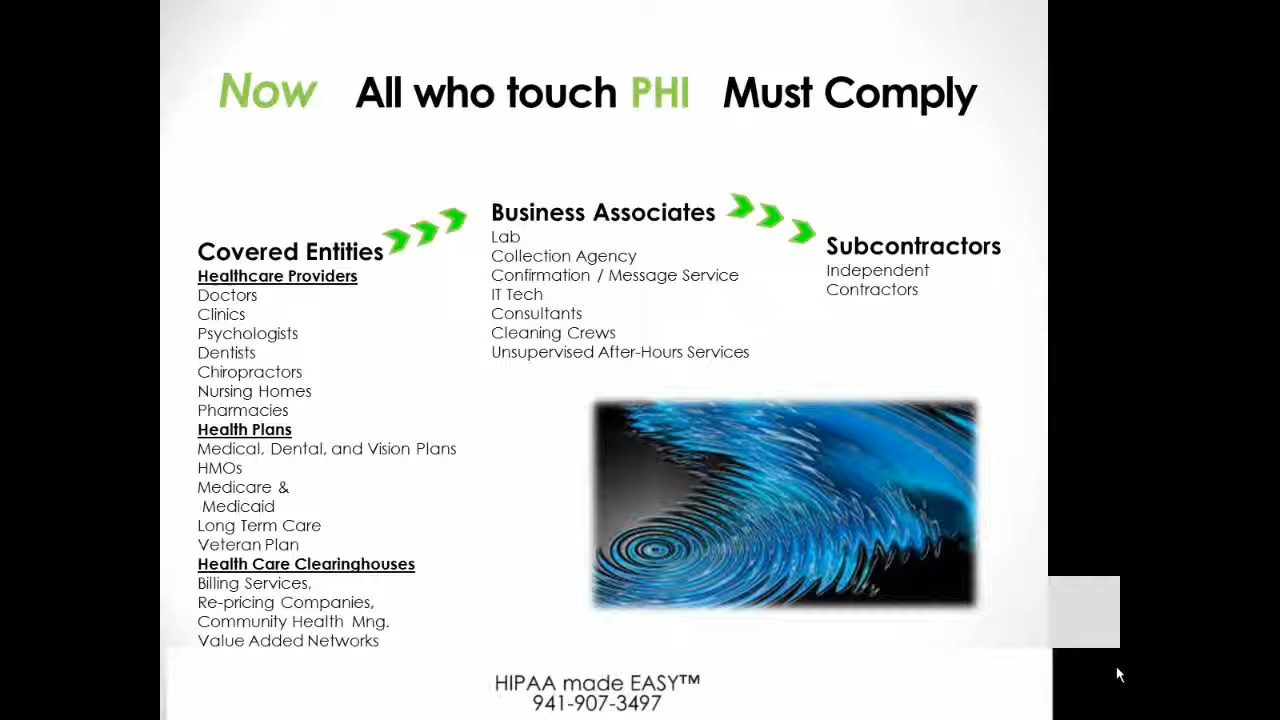 Now All who touch PHI Must Comply
Covered Entities
Healthcare Providers
Doctors
Clinics
Psychologists
Dentists
Chiropractors
Nursing Homes
Pharmacies
Health Plans
Medical, Dental, and Vision Plans
HMOs
Medicare &
Medicaid
Long Term Care
Veteran Plan
Health Care Clearinghouses
Billing Services,
Re-pricing Companies,
Community Health Mng.
Value Added Networks
Business Associates
Lab
Collection Agency
Confirmation / Message Service
IT Tech
Consultants
Cleaning Crews
Unsupervised After-Hours Services
Subcontractors
Independent
Contractors
HIPAA made EASY™
941-907-3497